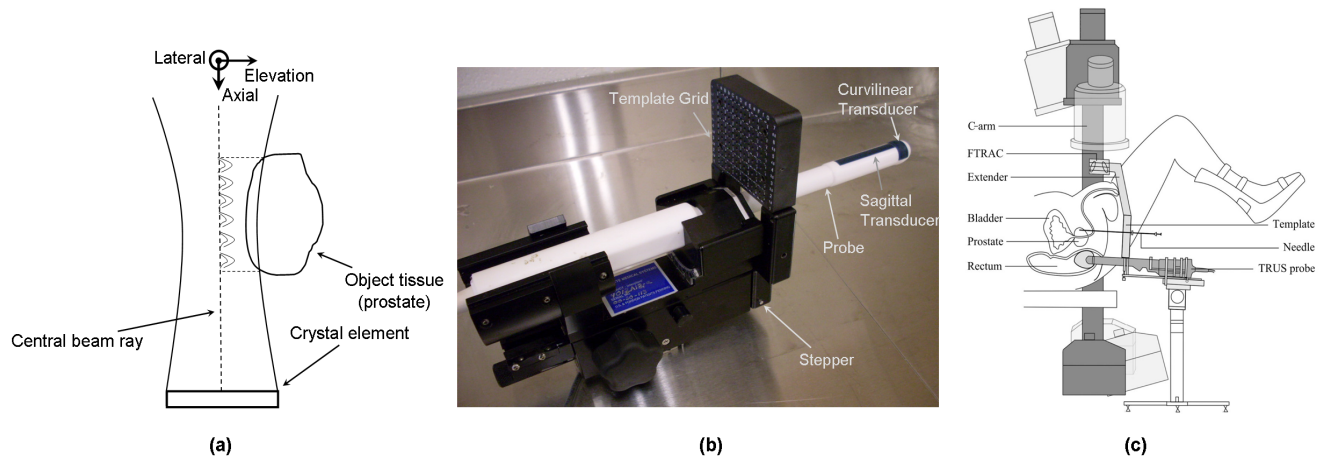 Lateral
Elevation
Axial
Object tissue
(prostate)
Crystal element
Central beam ray
(a)
Template Grid
Curvilinear
Transducer
Sagittal
Transducer
Probe
Stepper
(b)
C-arm
FTRAC
Extender
Bladder
Prostate
Rectum
Template
Needle
TRUS probe
(c)